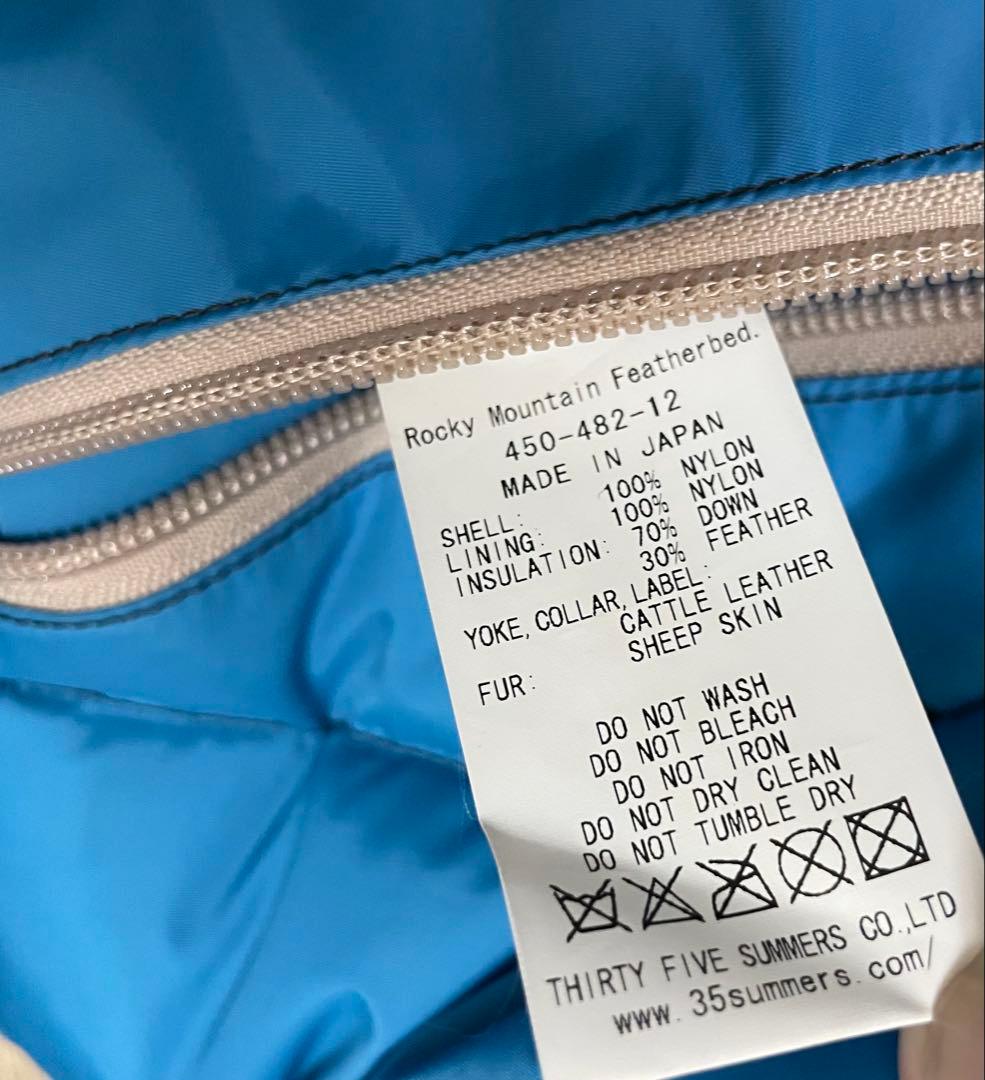 Rocky Mountain Featherbed.
450-482-12
MADE IN JAPAN
SHELL: 100% NYLON
LINING: 100% NYLON
INSULATION: 70% DOWN
30% FEATHER
YOKE, COLLAR, LABEL:
CATTLE LEATHER
FUR: SHEEP SKIN
DO NOT WASH
DO NOT BLEACH
DO NOT IRON
DO NOT DRY CLEAN
DO NOT TUMBLE DRY
THIRTY FIVE SUMMERS CO.,LTD
www.35summers.com/